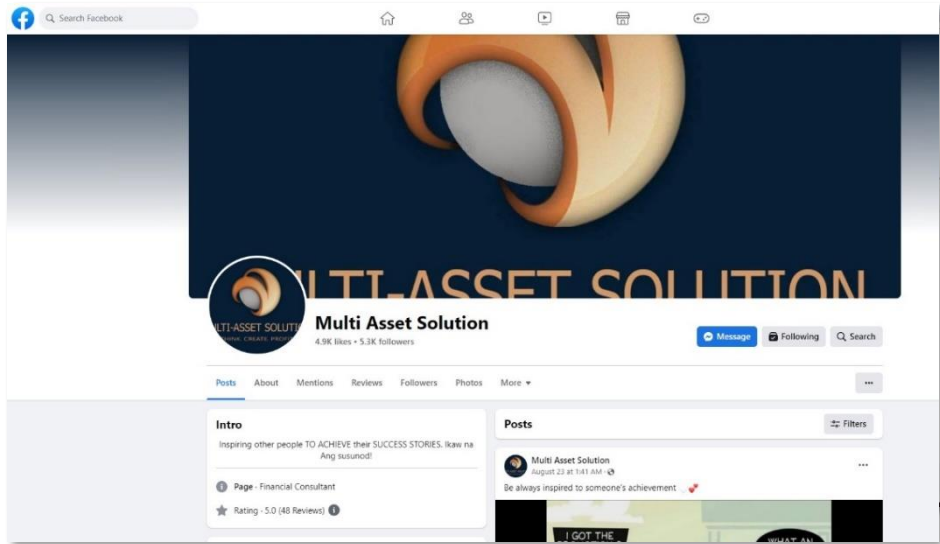 Search Facebook
LTI-ASSET SOLUTION
LTI-ASSET SOLUTI
THINK. CREATE. PROFIT
Multi Asset Solution
4.9K likes • 5.3K followers
Message
Following
Search
Posts
About
Mentions
Reviews
Followers
Photos
More
Intro
Inspiring other people TO ACHIEVE their SUCCESS STORIES. Ikaw na
Ang susunod!
Page · Financial Consultant
Rating · 5.0 (48 Reviews)
Posts
Filters
Multi Asset Solution
August 23 at 1:41 AM ·
Be always inspired to someone's achievement
I GOT THE
WHAT AN